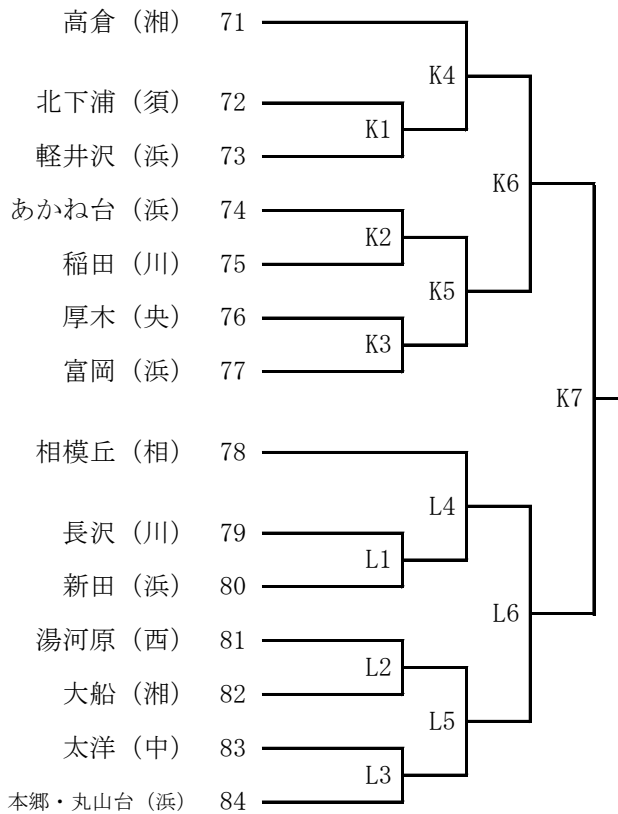 高倉（湘） 71
K4
北下浦（須） 72
K1
軽井沢（浜） 73
K6
あかね台（浜） 74
K2
稲田（川） 75
K5
厚木（央） 76
K3
富岡（浜） 77
K7
相模丘（相） 78
L4
長沢（川） 79
L1
新田（浜） 80
L6
湯河原（西） 81
L2
大船（湘） 82
L5
太洋（中） 83
L3
本郷・丸山台（浜） 84